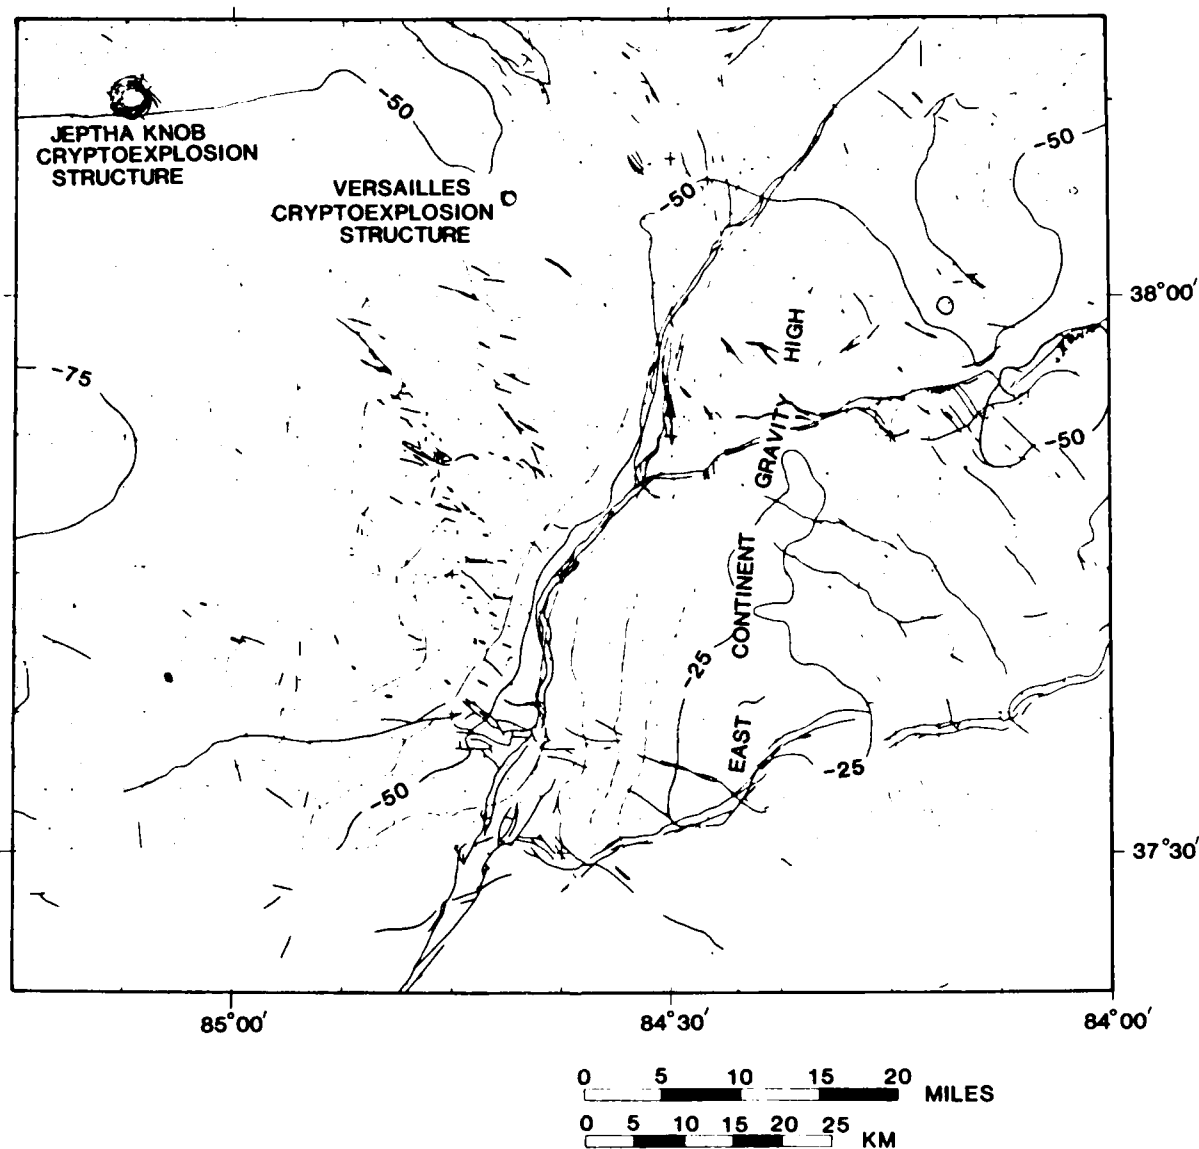 -50
JEPTHA KNOB
CRYPTOEXPLOSION
STRUCTURE
-50
VERSAILLES
CRYPTOEXPLOSION
STRUCTURE
-50
38°00'
-75
-50
EAST CONTINENT GRAVITY HIGH
-25
-25
-50
37°30'
85°00'
84°30'
84°00'
0 5 10 15 20 MILES
0 5 10 15 20 25 KM